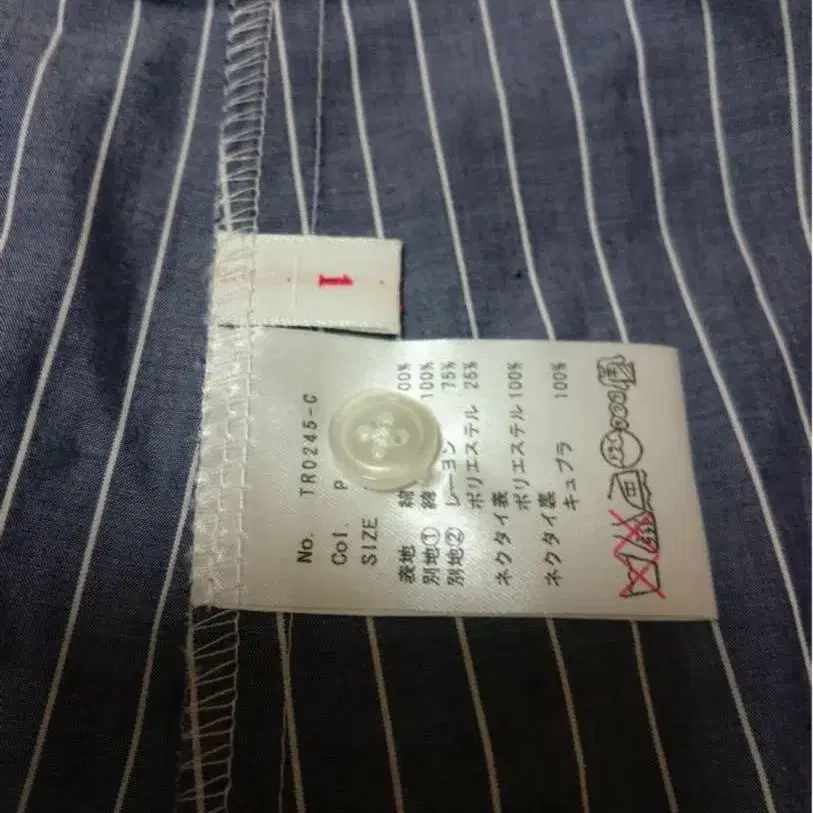 1
No. TR0245-C
Col. P
SIZE
表地 綿 00%
別地① 綿 100%
別地② レーヨン 75%
ポリエステル 25%
ネクタイ表
ポリエステル 100%
ネクタイ裏
キュプラ 100%